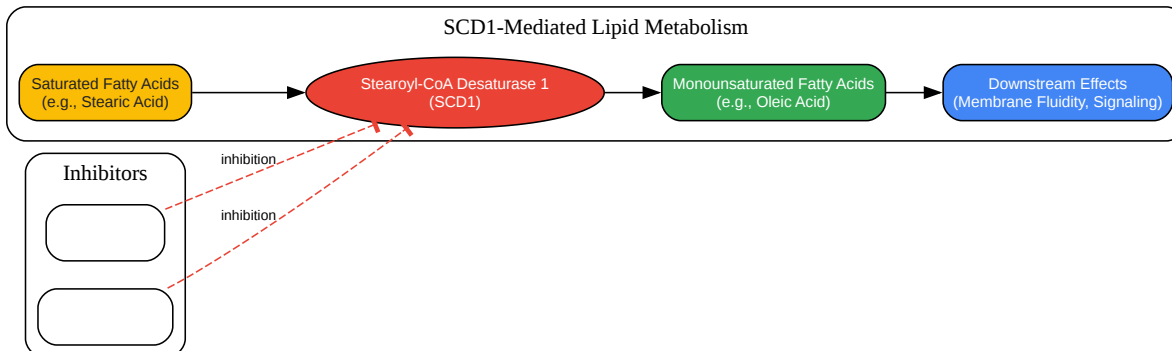 SCD1-Mediated Lipid Metabolism
Saturated Fatty Acids
(e.g., Stearic Acid)
Stearoyl-CoA Desaturase 1
(SCD1)
Monounsaturated Fatty Acids
(e.g., Oleic Acid)
Downstream Effects
(Membrane Fluidity, Signaling)
Inhibitors
inhibition
inhibition